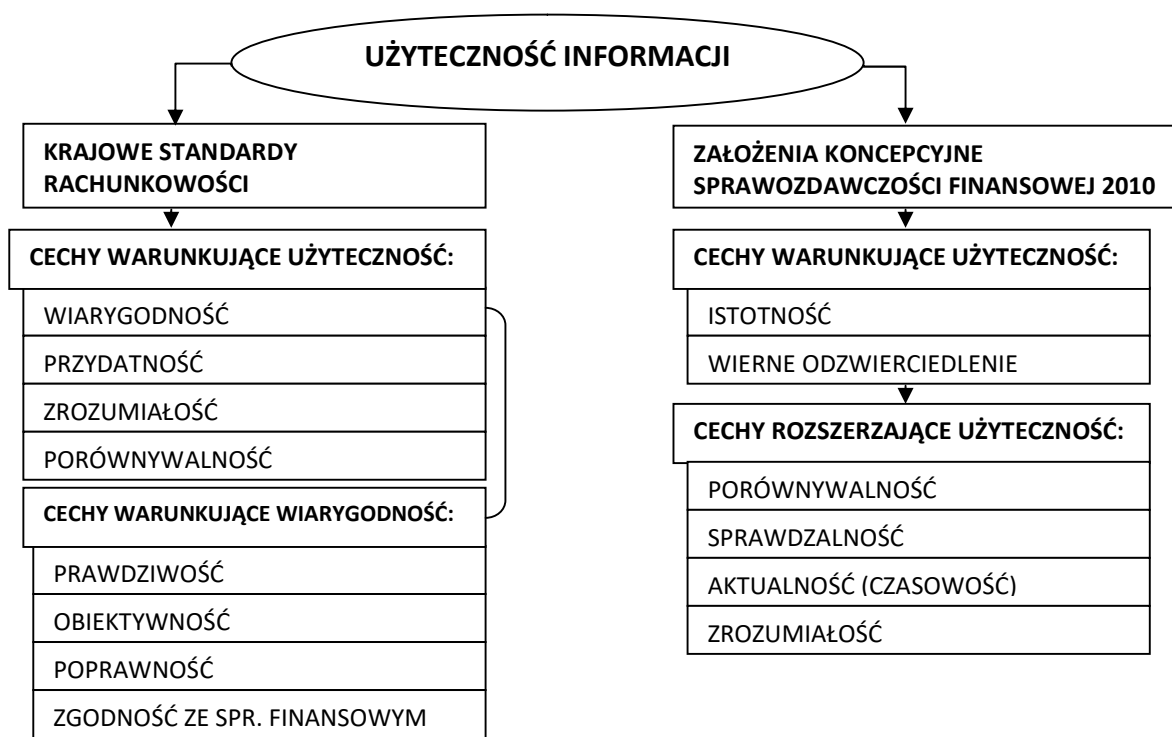 UŻYTECZNOŚĆ INFORMACJI
KRAJOWE STANDARDY
RACHUNKOWOŚCI
CECHY WARUNKUJĄCE UŻYTECZNOŚĆ:
WIARYGODNOŚĆ
PRZYDATNOŚĆ
ZROZUMIAŁOŚĆ
PORÓWNYWALNOŚĆ
CECHY WARUNKUJĄCE WIARYGODNOŚĆ:
PRAWDZIWOŚĆ
OBIEKTYWNOŚĆ
POPRAWNOŚĆ
ZGODNOŚĆ ZE SPR. FINANSOWYM
ZAŁOŻENIA KONCEPCYJNE
SPRAWOZDAWCZOŚCI FINANSOWEJ 2010
CECHY WARUNKUJĄCE UŻYTECZNOŚĆ:
ISTOTNOŚĆ
WIERNE ODZWIERCIEDLENIE
CECHY ROZSZERZAJĄCE UŻYTECZNOŚĆ:
PORÓWNYWALNOŚĆ
SPRAWDZALNOŚĆ
AKTUALNOŚĆ (CZASOWOŚĆ)
ZROZUMIAŁOŚĆ